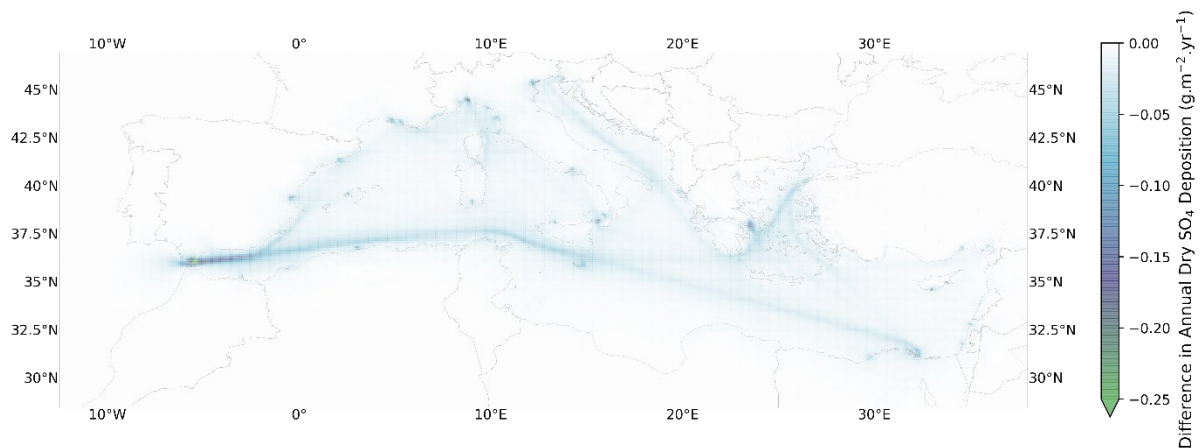 10°W 0° 10°E 20°E 30°E
45°N 45°N
42.5°N 42.5°N
40°N 40°N
37.5°N 37.5°N
35°N 35°N
32.5°N 32.5°N
30°N 30°N
10°W 0° 10°E 20°E 30°E
0.00
−0.05
−0.10
−0.15
−0.20
−0.25
Difference in Annual Dry SO₄ Deposition (g.m⁻².yr⁻¹)